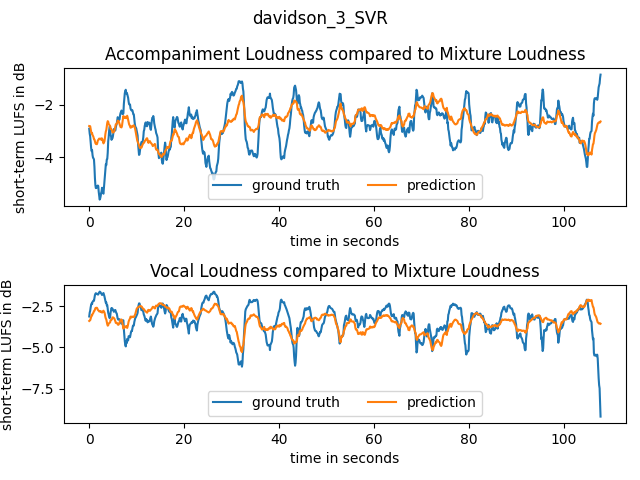 davidson_3_SVR
Accompaniment Loudness compared to Mixture Loudness
short-term LUFS in dB
−2
−4
ground truth
prediction
0
20
40
60
80
100
time in seconds
Vocal Loudness compared to Mixture Loudness
short-term LUFS in dB
−2.5
−5.0
−7.5
ground truth
prediction
0
20
40
60
80
100
time in seconds